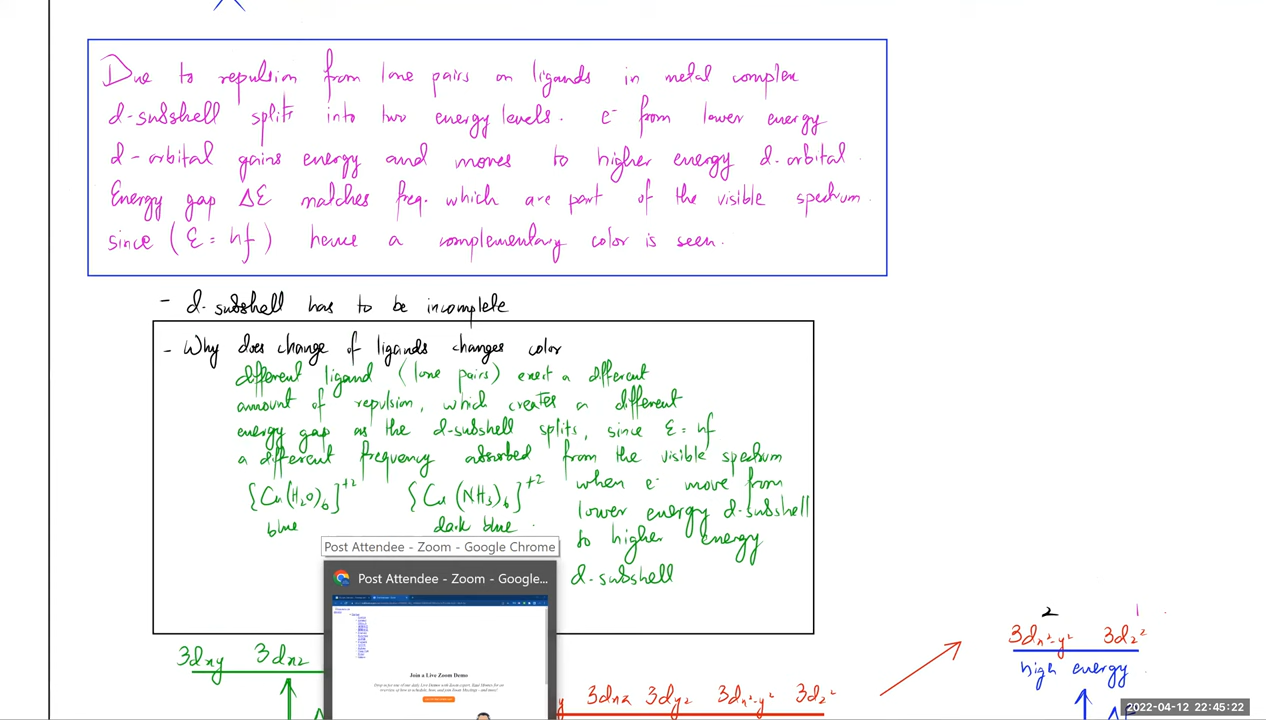 Due to repulsion from lone pairs on ligands in metal complex
d-subshell splits into two energy levels. e⁻ from lower energy
d-orbital gains energy and moves to higher energy d-orbital.
Energy gap ΔE matches freq. which are part of the visible spectrum.
since (E = hf) hence a complementary color is seen.
- d-subshell has to be incomplete
- Why does change of ligands changes color
different ligand (lone pairs) exert a different
amount of repulsion, which creates a different
energy gap as the d-subshell splits, since E = hf
a different frequency absorbed from the visible spectrum
[Cu(H₂O)₆]⁺² [Cu(NH₃)₆]⁺² when e⁻ move from
blue dark blue . lower energy d-subshell
to higher energy
d-subshell
Post Attendee - Zoom - Google Chrome
Post Attendee - Zoom - Google...
Join a Live Zoom Demo
2 1
3dx²-y² 3dz²
high energy
3dxy 3dxz
3dxz 3dyz 3dx²-y² 3dz²
ΔE
2022-04-12 22:45:22